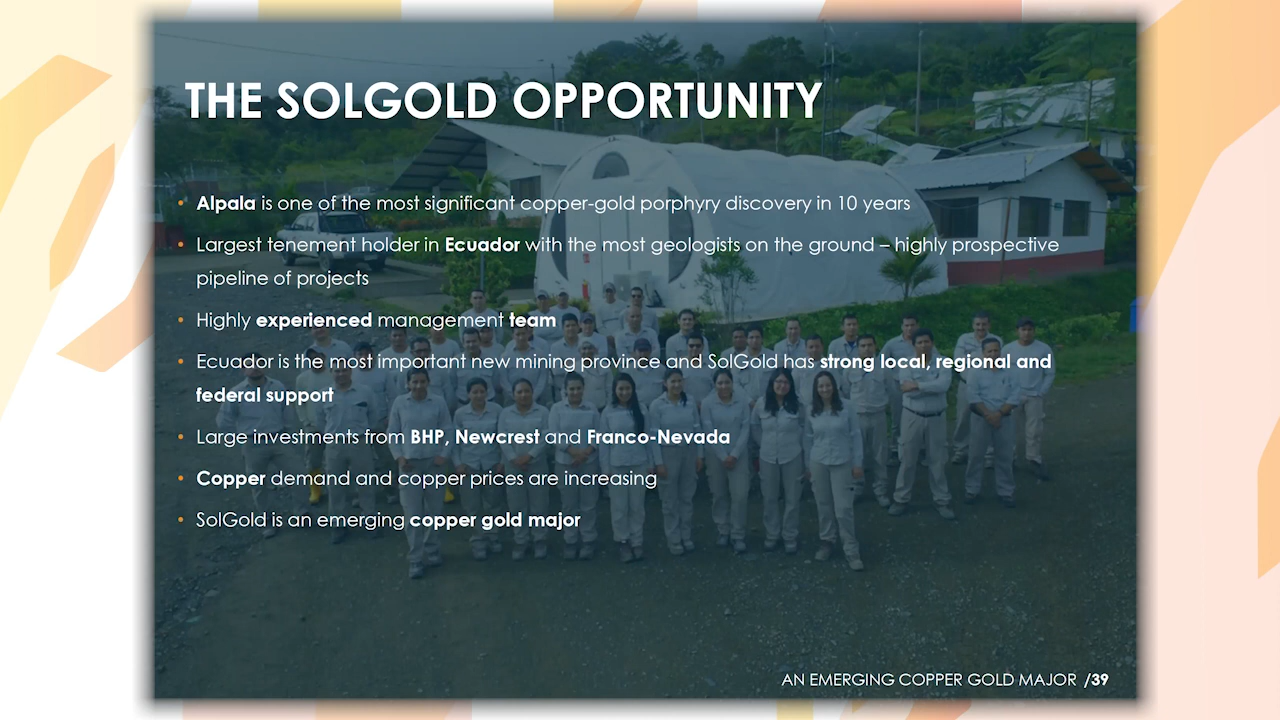 THE SOLGOLD OPPORTUNITY
• Alpala is one of the most significant copper-gold porphyry discovery in 10 years
• Largest tenement holder in Ecuador with the most geologists on the ground – highly prospective
pipeline of projects
• Highly experienced management team
• Ecuador is the most important new mining province and SolGold has strong local, regional and
federal support
• Large investments from BHP, Newcrest and Franco-Nevada
• Copper demand and copper prices are increasing
• SolGold is an emerging copper gold major
AN EMERGING COPPER GOLD MAJOR /39